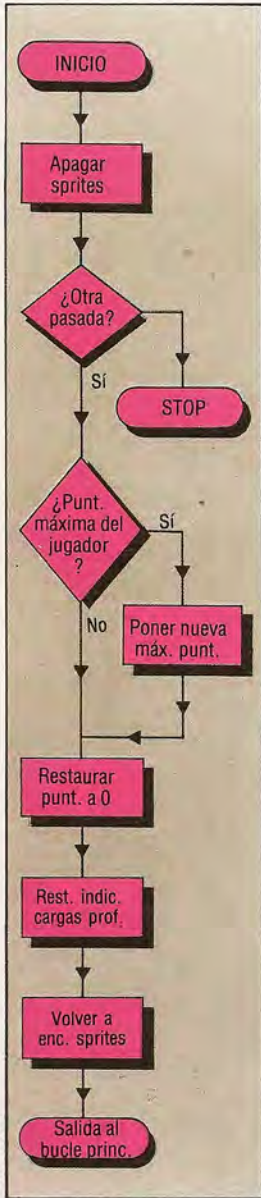 INICIO
Apagar
sprites
¿Otra
pasada?
Sí
STOP
¿Punt.
máxima del
jugador
?
Sí
No
Poner nueva
máx. punt.
Restaurar
punt. a 0
Rest. indic.
cargas prof.
Volver a
enc. sprites
Salida al
bucle princ.